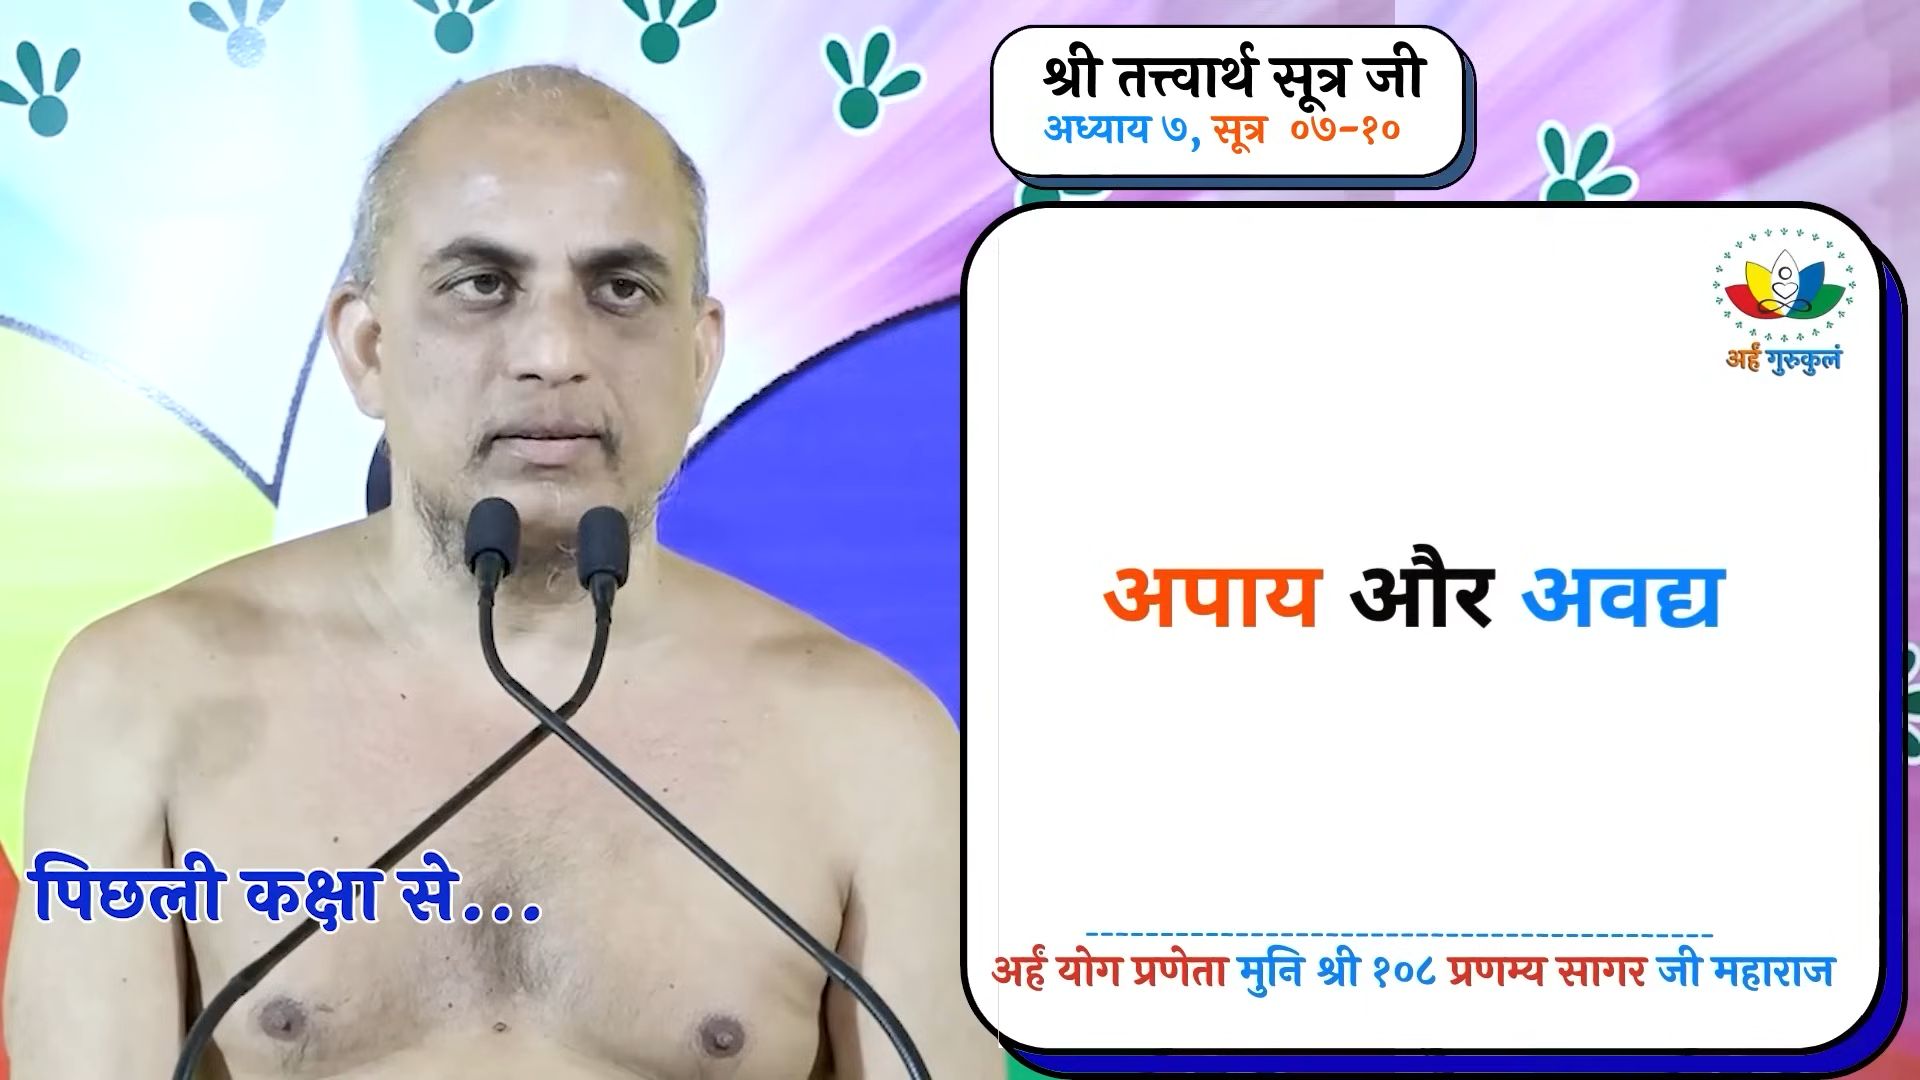 श्री तत्त्वार्थ सूत्र जी
अध्याय ७, सूत्र ०७-१०
अर्हं गुरुकुलं
अपाय और अवद्य
पिछली कक्षा से...
अर्हं योग प्रणेता मुनि श्री १०८ प्रणम्य सागर जी महाराज